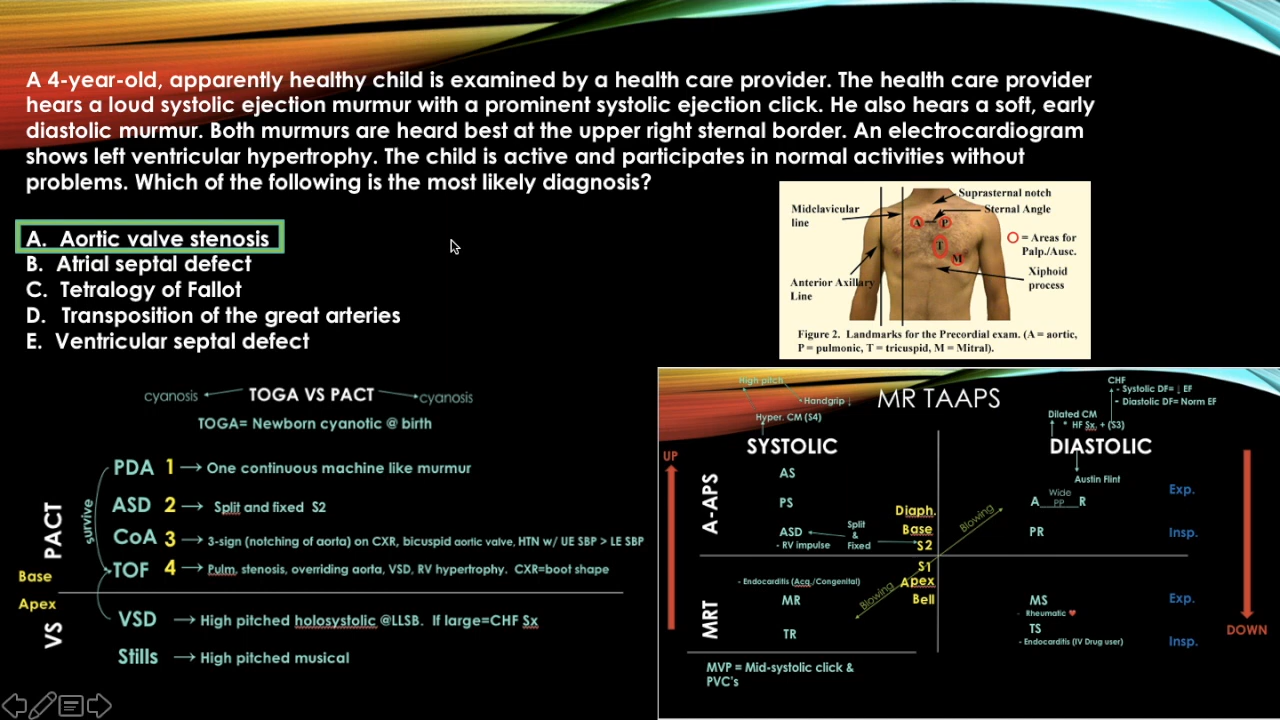 A 4-year-old, apparently healthy child is examined by a health care provider. The health care provider
hears a loud systolic ejection murmur with a prominent systolic ejection click. He also hears a soft, early
diastolic murmur. Both murmurs are heard best at the upper right sternal border. An electrocardiogram
shows left ventricular hypertrophy. The child is active and participates in normal activities without
problems. Which of the following is the most likely diagnosis?
A. Aortic valve stenosis
B. Atrial septal defect
C. Tetralogy of Fallot
D. Transposition of the great arteries
E. Ventricular septal defect
Suprasternal notch
Midelavicular
line
Sternal Angle
A
P
T
M
= Areas for
Palp./Ausc.
Xiphoid
process
Anterior Axillary
Line
Figure 2. Landmarks for the Precordial exam. (A = aortic,
P = pulmonic, T = tricuspid, M = Mitral).
cyanosis TOGA VS PACT cyanosis
TOGA= Newborn cyanotic @ birth
PACT
VS
survive
Base
Apex
PDA 1 → One continuous machine like murmur
ASD 2 → Split and fixed S2
CoA 3 → 3-sign (notching of aorta) on CXR, bicuspid aortic valve, HTN w/ UE SBP > LE SBP
TOF 4 → Pulm. stenosis, overriding aorta, VSD, RV hypertrophy. CXR=boot shape
VSD → High pitched holosystolic @LLSB. If large=CHF Sx
Stills → High pitched musical
MR TAAPS
High pitch
Handgrip ↓
Hyper. CM (S4)
CHF
- Systolic DF= ↓ EF
- Diastolic DF= Norm EF
Dilated CM
* HF Sx. + (S3)
SYSTOLIC
DIASTOLIC
UP
DOWN
A-APS
MRT
AS
PS
ASD
- RV impulse
Split
&
Fixed
Diaph.
Base
S2
S1
Apex
Bell
Blowing
Blowing
Austin Flint
Wide
PP
A R
PR
Exp.
Insp.
- Endocarditis (Acq./Congenital)
MR
TR
MS
- Rheumatic ♥
TS
- Endocarditis (IV Drug user)
Exp.
Insp.
MVP = Mid-systolic click &
PVC's